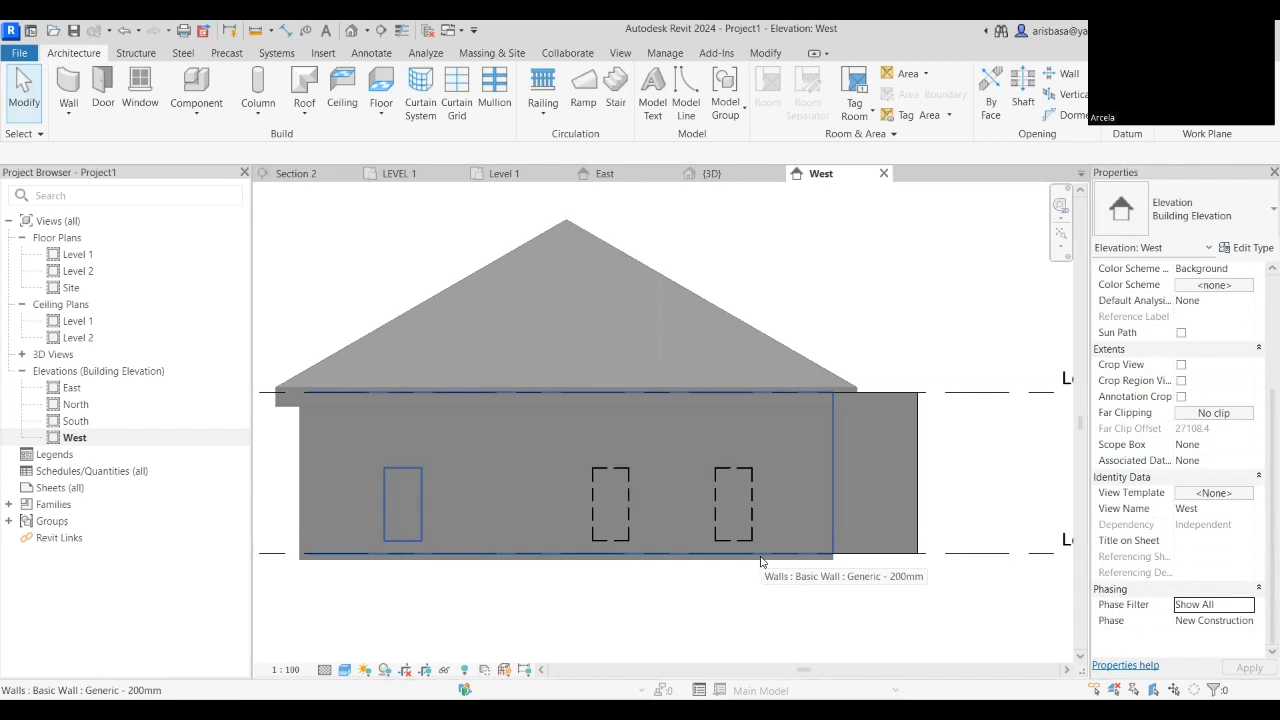 Autodesk Revit 2024 - Project1 - Elevation: West
arisbasa@ya
File Architecture Structure Steel Precast Systems Insert Annotate Analyze Massing & Site Collaborate View Manage Add-Ins Modify
Modify Wall Door Window Component Column Roof Ceiling Floor Curtain System Curtain Grid Mullion Railing Ramp Stair Model Text Model Line Model Group Room Room Separator Tag Room Area Area Boundary Tag Area By Face Shaft Wall Vertica Dorme
Arcela
Select Build Circulation Model Room & Area Opening Datum Work Plane
Project Browser - Project1
Search
Views (all)
Floor Plans
Level 1
Level 2
Site
Ceiling Plans
Level 1
Level 2
3D Views
Elevations (Building Elevation)
East
North
South
West
Legends
Schedules/Quantities (all)
Sheets (all)
Families
Groups
Revit Links
Section 2 LEVEL 1 Level 1 East {3D} West
Le
Le
Walls : Basic Wall : Generic - 200mm
1 : 100
Properties
Elevation
Building Elevation
Elevation: West Edit Type
Color Scheme ... Background
Color Scheme <none>
Default Analysi... None
Reference Label
Sun Path
Extents
Crop View
Crop Region Vi...
Annotation Crop
Far Clipping No clip
Far Clip Offset 27108.4
Scope Box None
Associated Dat... None
Identity Data
View Template <None>
View Name West
Dependency Independent
Title on Sheet
Referencing Sh...
Referencing De...
Phasing
Phase Filter Show All
Phase New Construction
Properties help Apply
Walls : Basic Wall : Generic - 200mm
:0
Main Model
:0